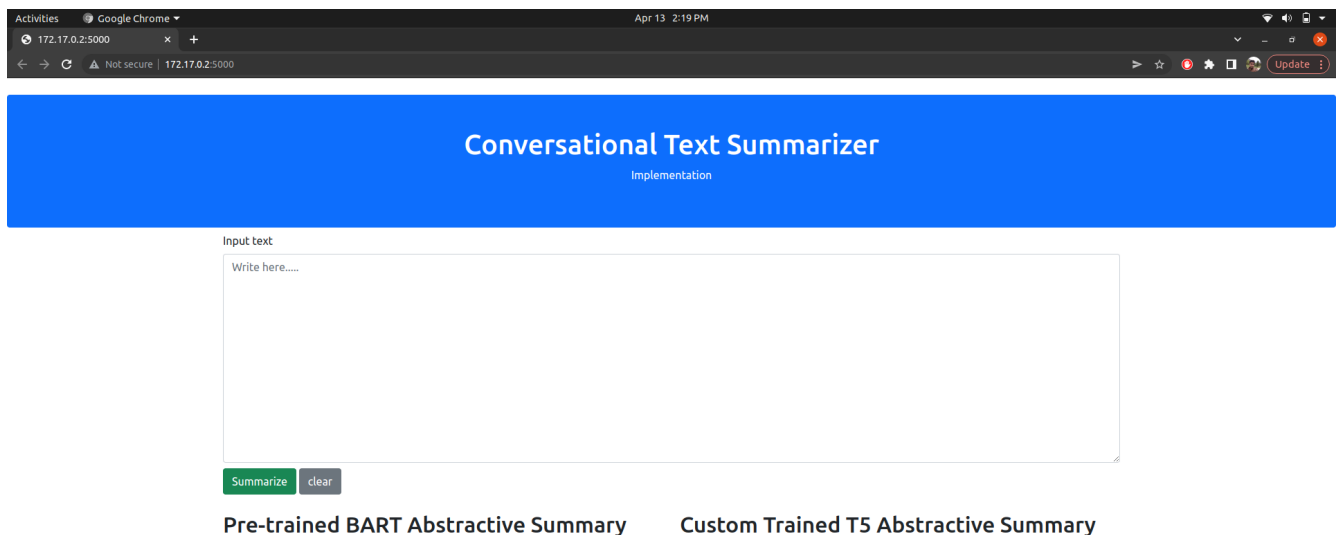 Activities Google Chrome Apr 13 2:19 PM
172.17.0.2:5000 × +
Not secure | 172.17.0.2:5000 Update
Conversational Text Summarizer
Implementation
Input text
Write here.....
Summarize clear
Pre-trained BART Abstractive Summary Custom Trained T5 Abstractive Summary